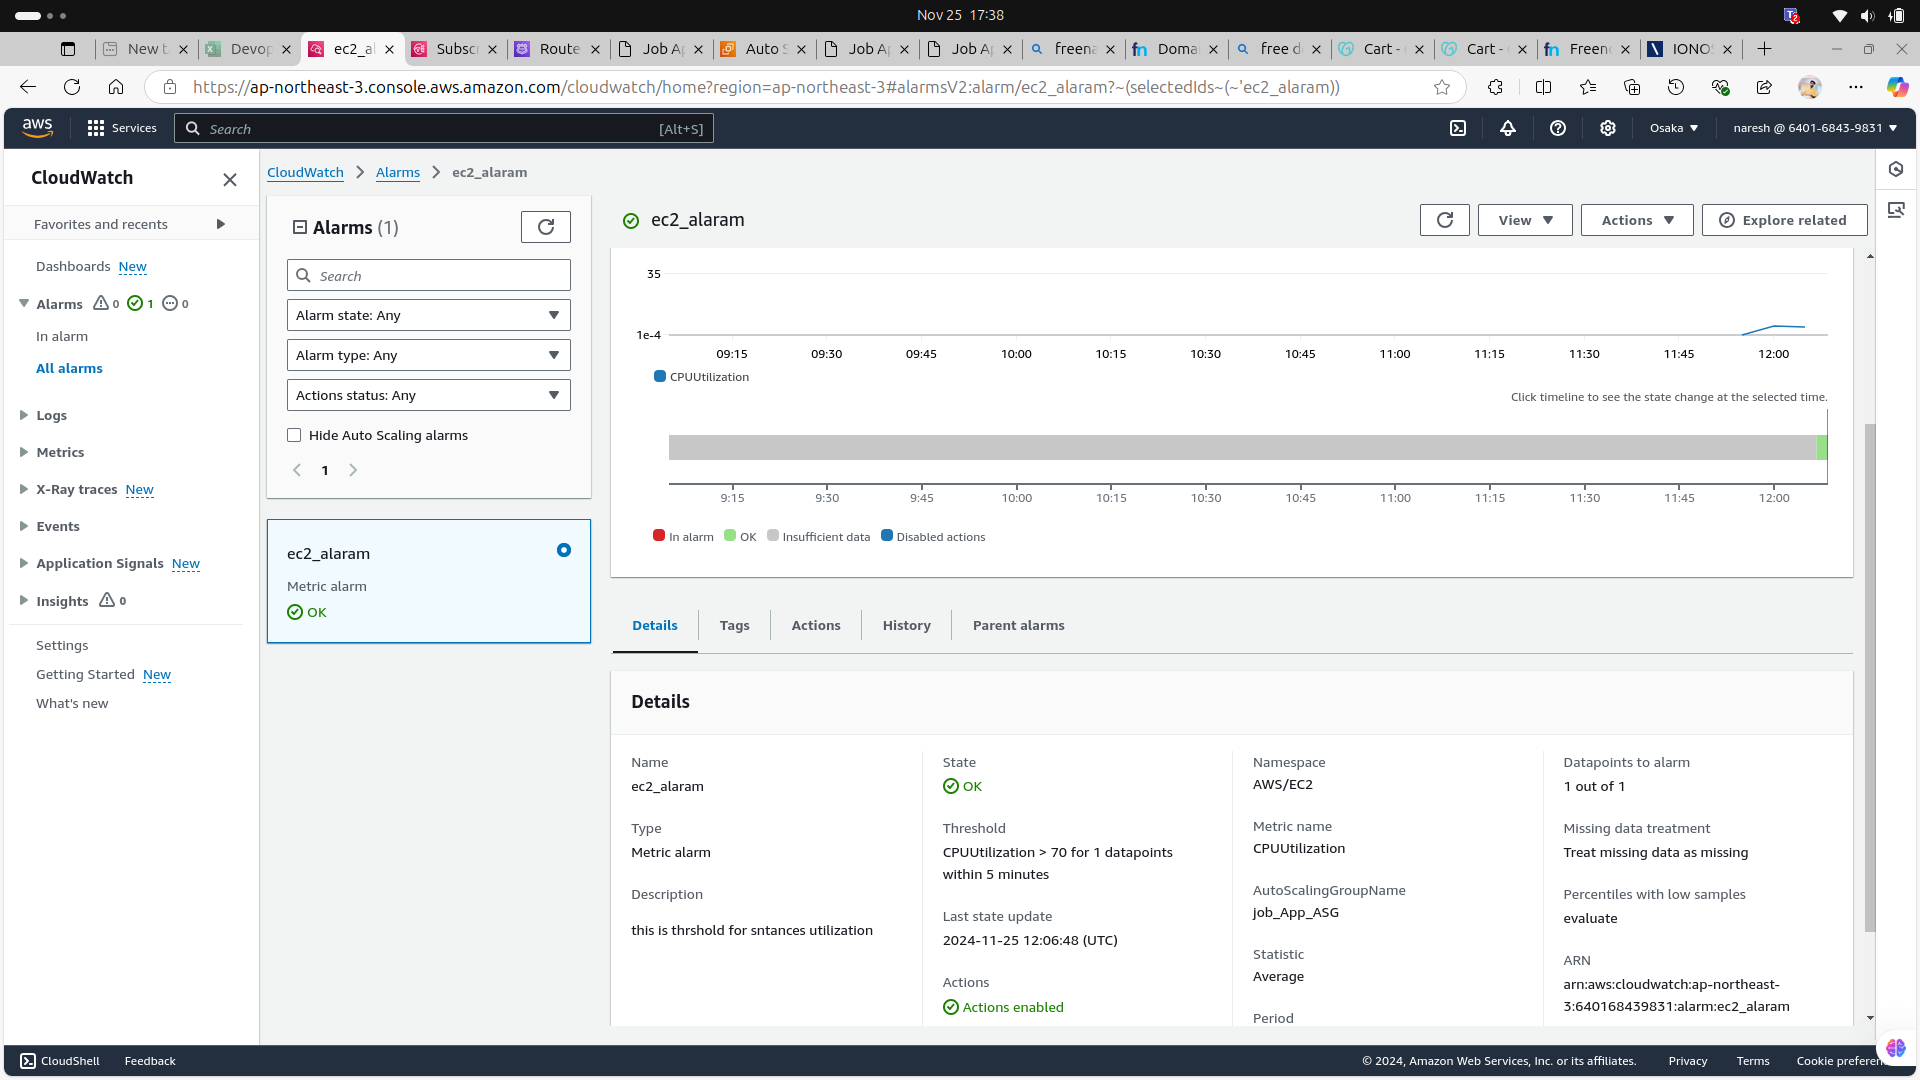 Nov 25 17:38
New t
Devop
ec2_al
Subscr
Route
Job Ap
Auto S
Job Ap
Job Ap
freena
Domai
free d
Cart -
Cart -
Freeno
IONOS
https://ap-northeast-3.console.aws.amazon.com/cloudwatch/home?region=ap-northeast-3#alarmsV2:alarm/ec2_alaram?~(selectedIds~(~'ec2_alaram))
aws
Services
Search
[Alt+S]
Osaka
naresh @ 6401-6843-9831
CloudWatch
Favorites and recents
Dashboards New
Alarms 0 1 0
In alarm
All alarms
Logs
Metrics
X-Ray traces New
Events
Application Signals New
Insights 0
Settings
Getting Started New
What's new
CloudWatch
Alarms
ec2_alaram
Alarms (1)
Search
Alarm state: Any
Alarm type: Any
Actions status: Any
Hide Auto Scaling alarms
1
ec2_alaram
Metric alarm
OK
ec2_alaram
View
Actions
Explore related
35
1e-4
09:15 09:30 09:45 10:00 10:15 10:30 10:45 11:00 11:15 11:30 11:45 12:00
CPUUtilization
Click timeline to see the state change at the selected time.
9:15 9:30 9:45 10:00 10:15 10:30 10:45 11:00 11:15 11:30 11:45 12:00
In alarm OK Insufficient data Disabled actions
Details Tags Actions History Parent alarms
Details
Name
ec2_alaram
Type
Metric alarm
Description
this is thrshold for sntances utilization
State
OK
Threshold
CPUUtilization > 70 for 1 datapoints
within 5 minutes
Last state update
2024-11-25 12:06:48 (UTC)
Actions
Actions enabled
Namespace
AWS/EC2
Metric name
CPUUtilization
AutoScalingGroupName
job_App_ASG
Statistic
Average
Period
Datapoints to alarm
1 out of 1
Missing data treatment
Treat missing data as missing
Percentiles with low samples
evaluate
ARN
arn:aws:cloudwatch:ap-northeast-
3:640168439831:alarm:ec2_alaram
CloudShell
Feedback
© 2024, Amazon Web Services, Inc. or its affiliates.
Privacy
Terms
Cookie preferen